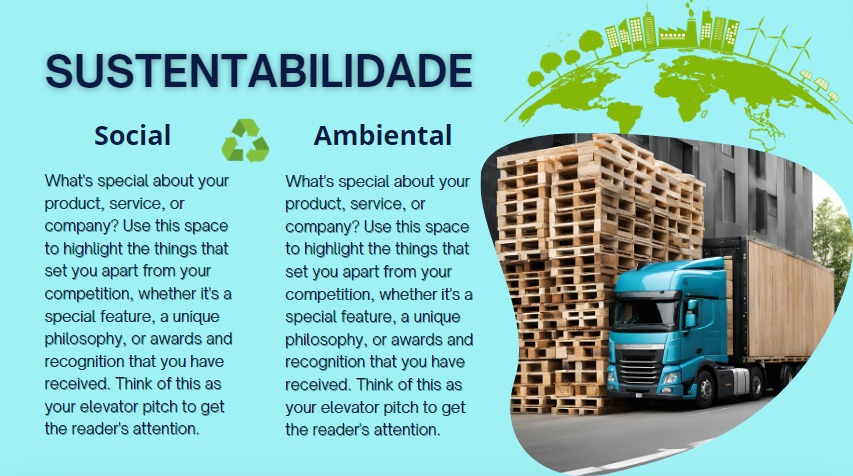 SUSTENTABILIDADE
Social
What's special about your
product, service, or
company? Use this space
to highlight the things that
set you apart from your
competition, whether it's a
special feature, a unique
philosophy, or awards and
recognition that you have
received. Think of this as
your elevator pitch to get
the reader's attention.
Ambiental
What's special about your
product, service, or
company? Use this space
to highlight the things that
set you apart from your
competition, whether it's a
special feature, a unique
philosophy, or awards and
recognition that you have
received. Think of this as
your elevator pitch to get
the reader's attention.